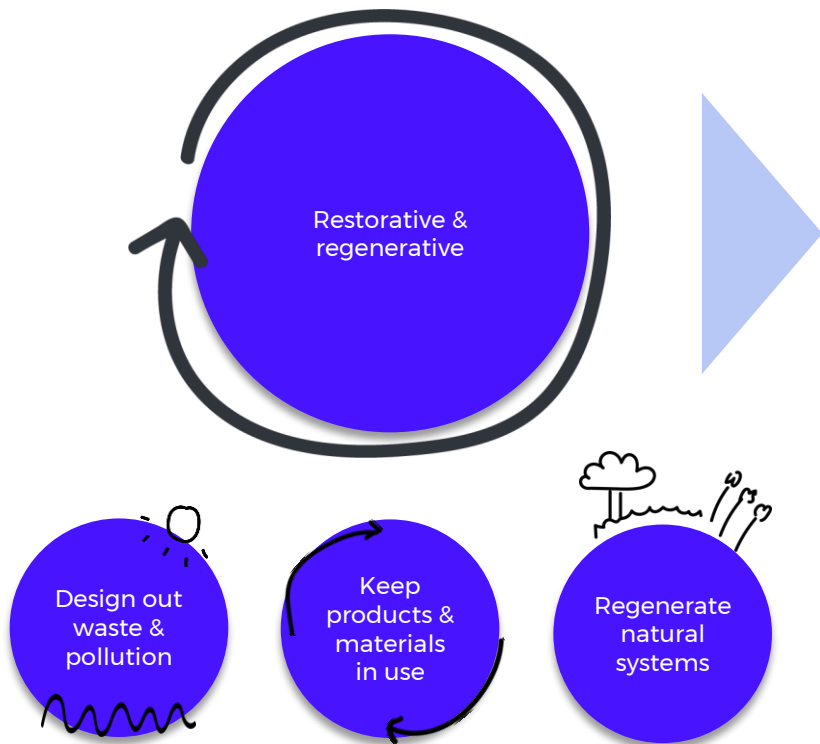 Restorative &
regenerative
Design out
waste &
pollution
Keep
products &
materials
in use
Regenerate
natural
systems